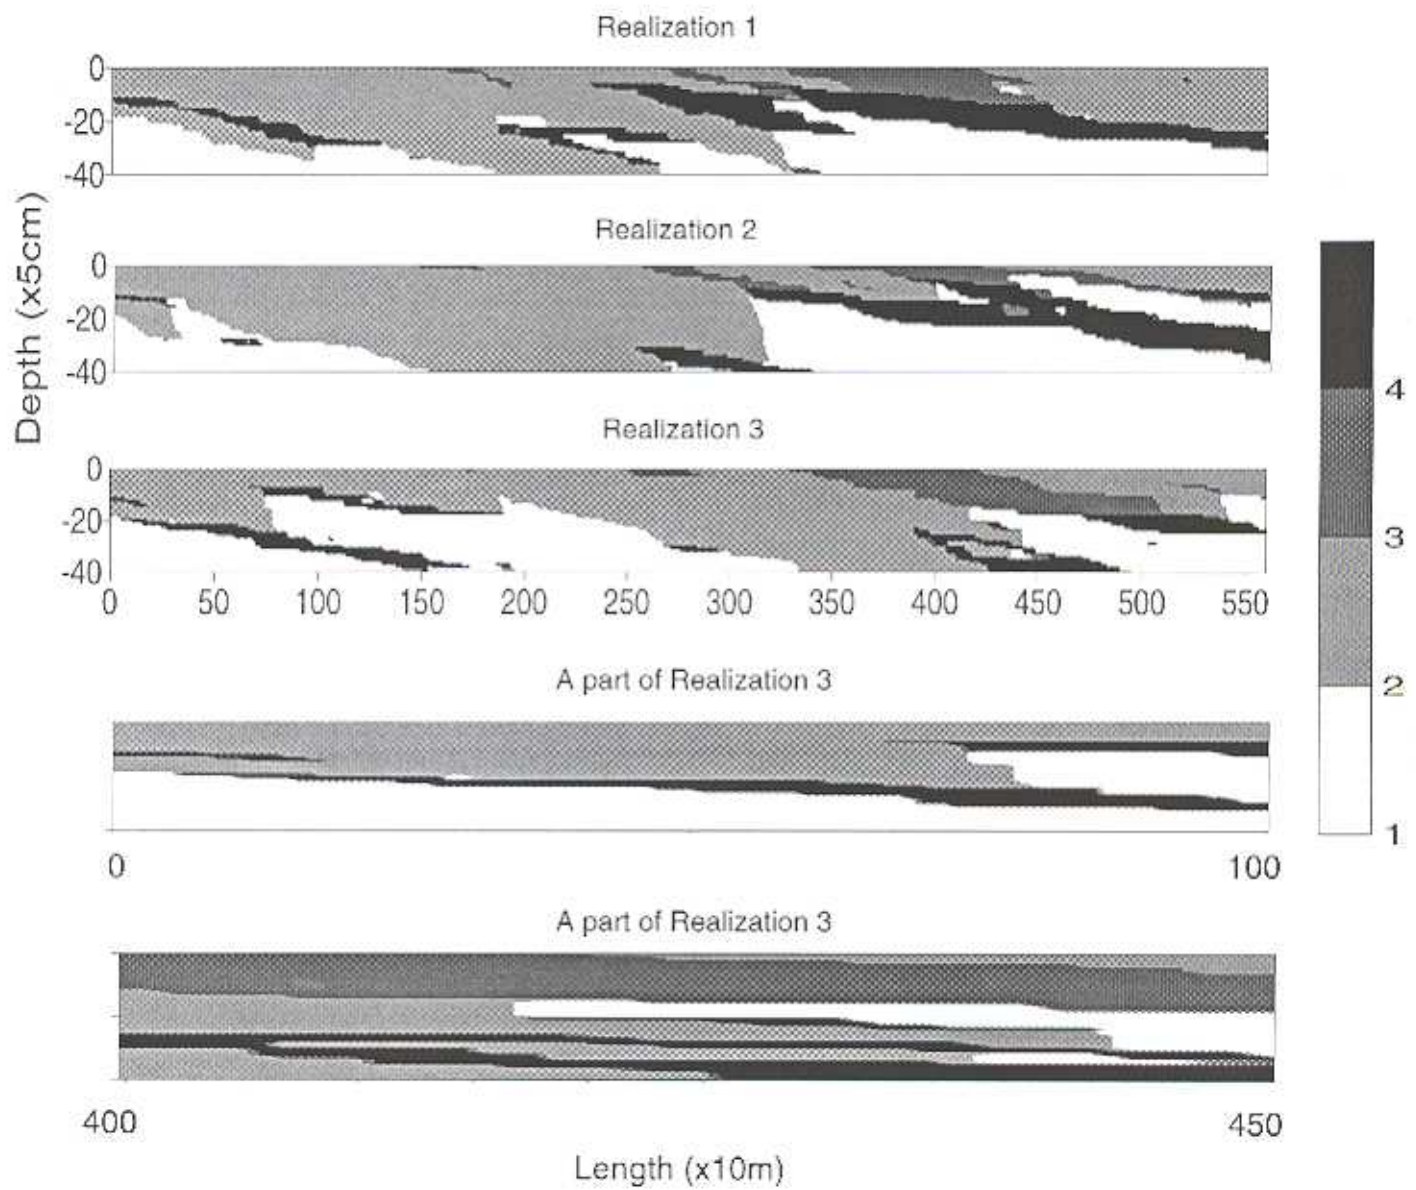 Realization 1
0
-20
-40
Realization 2
0
-20
-40
Depth (x5cm)
Realization 3
0
-20
-40
0 50 100 150 200 250 300 350 400 450 500 550
4
3
2
1
A part of Realization 3
0 100
A part of Realization 3
400 450
Length (x10m)